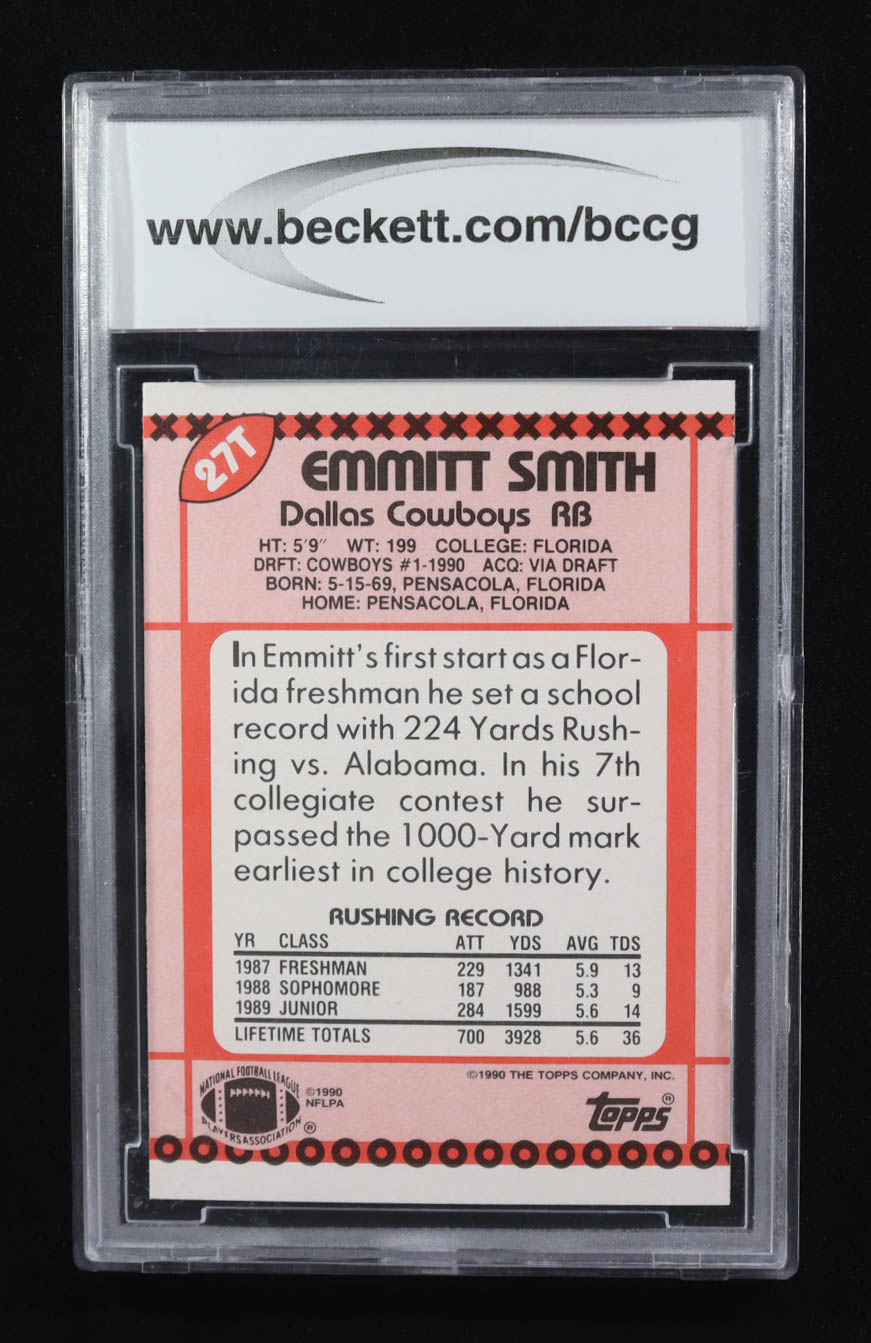 www.beckett.com/bccg
27T
EMMITT SMITH
Dallas Cowboys RB
HT: 5'9" WT: 199 COLLEGE: FLORIDA
DRFT: COWBOYS #1-1990 ACQ: VIA DRAFT
BORN: 5-15-69, PENSACOLA, FLORIDA
HOME: PENSACOLA, FLORIDA
In Emmitt's first start as a Flor-
ida freshman he set a school
record with 224 Yards Rush-
ing vs. Alabama. In his 7th
collegiate contest he sur-
passed the 1000-Yard mark
earliest in college history.
RUSHING RECORD
YR CLASS ATT YDS AVG TDS
1987 FRESHMAN 229 1341 5.9 13
1988 SOPHOMORE 187 988 5.3 9
1989 JUNIOR 284 1599 5.6 14
LIFETIME TOTALS 700 3928 5.6 36
NATIONAL FOOTBALL LEAGUE
PLAYERS ASSOCIATION ®
©1990
NFLPA
©1990 THE TOPPS COMPANY, INC.
Topps®